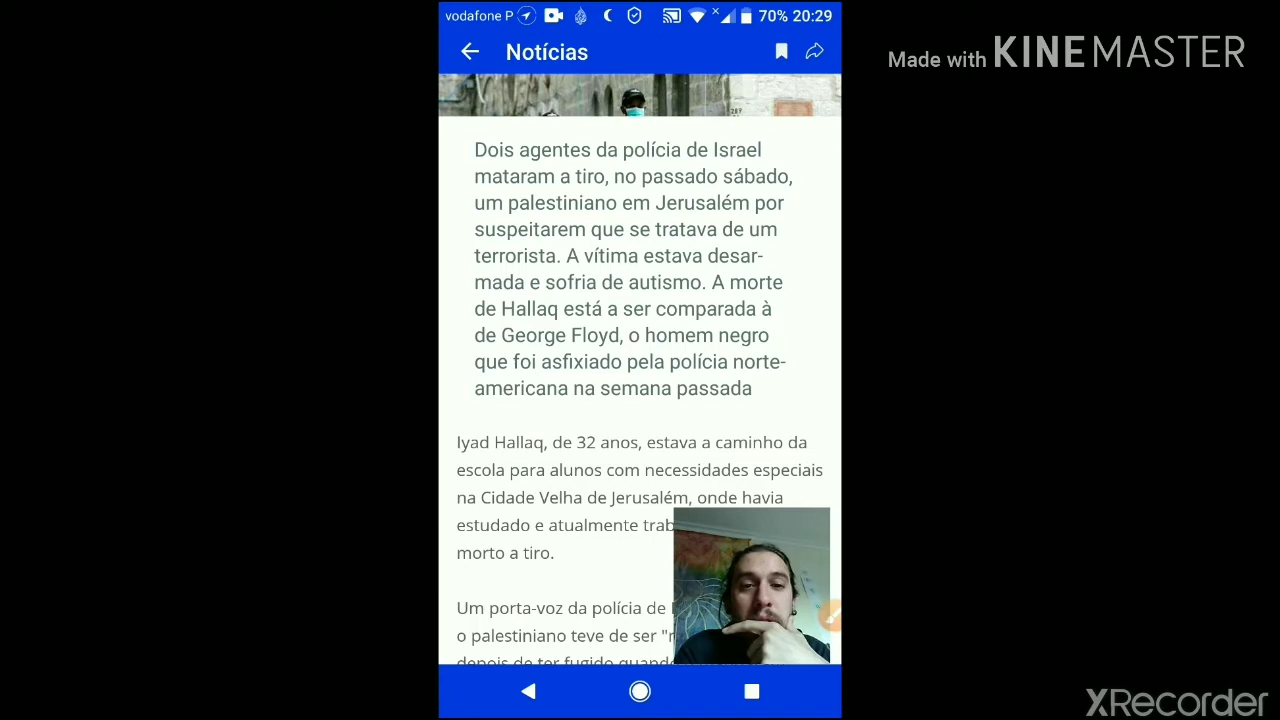 vodafone P 70% 20:29
Made with KINEMASTER
Notícias
Dois agentes da polícia de Israel
mataram a tiro, no passado sábado,
um palestiniano em Jerusalém por
suspeitarem que se tratava de um
terrorista. A vítima estava desar-
mada e sofria de autismo. A morte
de Hallaq está a ser comparada à
de George Floyd, o homem negro
que foi asfixiado pela polícia norte-
americana na semana passada
Iyad Hallaq, de 32 anos, estava a caminho da
escola para alunos com necessidades especiais
na Cidade Velha de Jerusalém, onde havia
estudado e atualmente
morto a tiro.
Um porta-voz da polícia de
o palestiniano teve de ser
depois de ter fugido
XRecorder